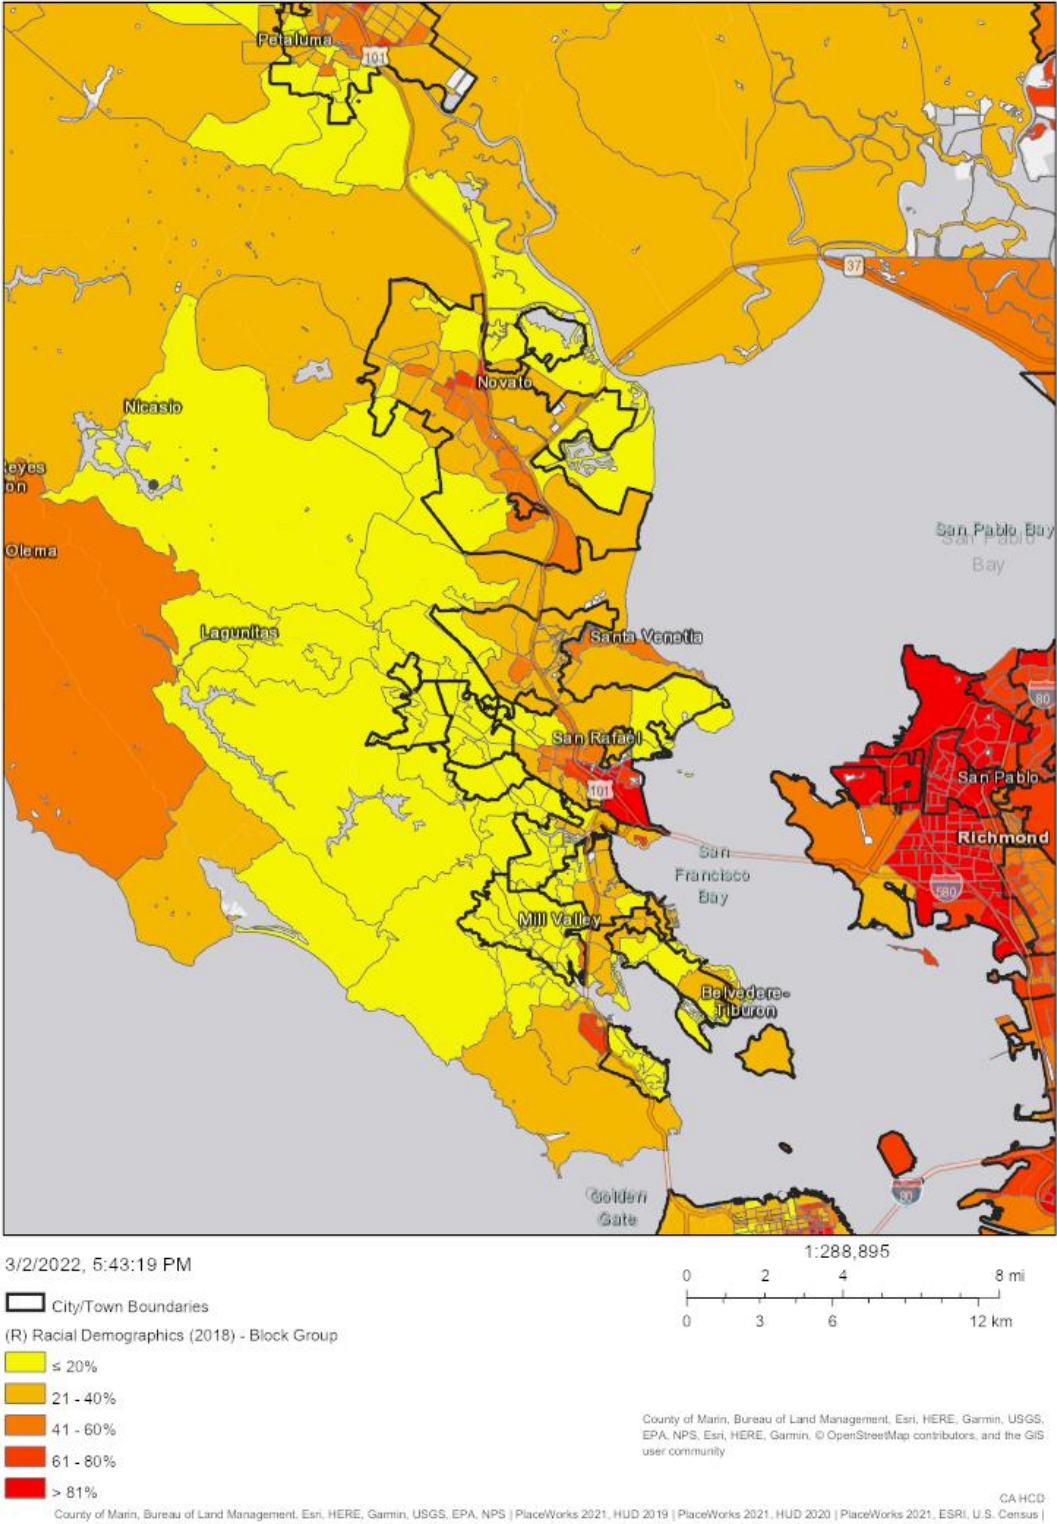 Petaluma
101
37
Novato
Nicasio
eyes
on
San Pablo Bay
San Pablo
Bay
Olema
Lagunitas
Santa Venetia
80
San Rafael
101
San Pablo
Richmond
San
Francisco
Bay
580
Mill Valley
Belvedere-
Tiburon
Golden
Gate
80
3/2/2022, 5:43:19 PM
1:288,895
0 2 4 8 mi
0 3 6 12 km
City/Town Boundaries
(R) Racial Demographics (2018) - Block Group
≤ 20%
21 - 40%
41 - 60%
61 - 80%
> 81%
County of Marin, Bureau of Land Management, Esri, HERE, Garmin, USGS,
EPA, NPS, Esri, HERE, Garmin, © OpenStreetMap contributors, and the GIS
user community
CA HCD
County of Marin, Bureau of Land Management, Esri, HERE, Garmin, USGS, EPA, NPS | PlaceWorks 2021, HUD 2019 | PlaceWorks 2021, HUD 2020 | PlaceWorks 2021, ESRI, U.S. Census |